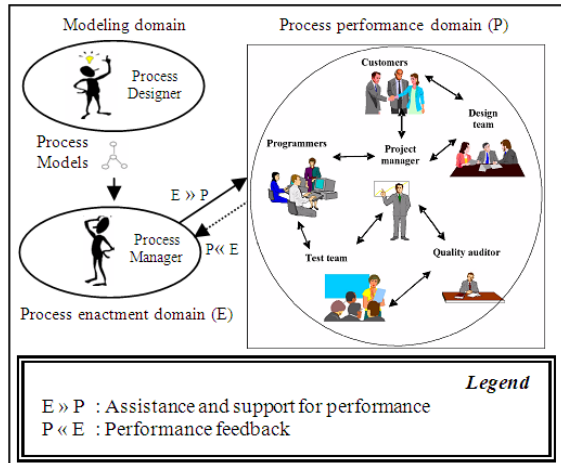 Modeling domain
Process performance domain (P)
Process
Designer
Process
Models
E » P
Process
Manager
P« E
Process enactment domain (E)
Customers
Design
team
Programmers
Project
manager
Test team
Quality auditor
Legend
E » P : Assistance and support for performance
P « E : Performance feedback